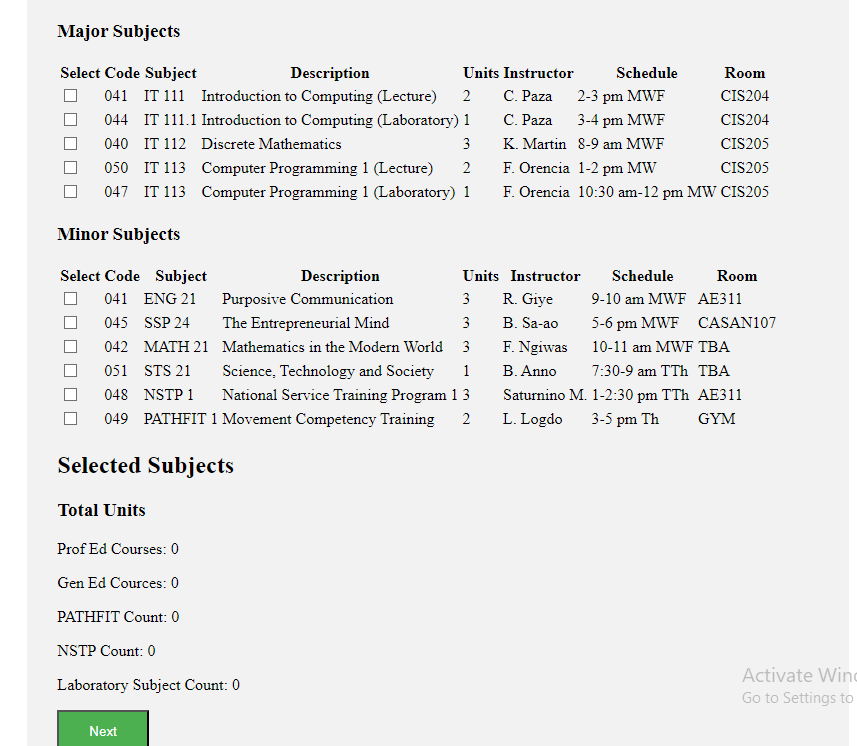 Major Subjects
Select Code Subject Description Units Instructor Schedule Room
041 IT 111 Introduction to Computing (Lecture) 2 C. Paza 2-3 pm MWF CIS204
044 IT 111.1 Introduction to Computing (Laboratory) 1 C. Paza 3-4 pm MWF CIS204
040 IT 112 Discrete Mathematics 3 K. Martin 8-9 am MWF CIS205
050 IT 113 Computer Programming 1 (Lecture) 2 F. Orencia 1-2 pm MW CIS205
047 IT 113 Computer Programming 1 (Laboratory) 1 F. Orencia 10:30 am-12 pm MW CIS205
Minor Subjects
Select Code Subject Description Units Instructor Schedule Room
041 ENG 21 Purposive Communication 3 R. Giye 9-10 am MWF AE311
045 SSP 24 The Entrepreneurial Mind 3 B. Sa-ao 5-6 pm MWF CASAN107
042 MATH 21 Mathematics in the Modern World 3 F. Ngiwas 10-11 am MWF TBA
051 STS 21 Science, Technology and Society 1 B. Anno 7:30-9 am TTh TBA
048 NSTP 1 National Service Training Program 1 3 Saturnino M. 1-2:30 pm TTh AE311
049 PATHFIT 1 Movement Competency Training 2 L. Logdo 3-5 pm Th GYM
Selected Subjects
Total Units
Prof Ed Courses: 0
Gen Ed Cources: 0
PATHFIT Count: 0
NSTP Count: 0
Laboratory Subject Count: 0
Activate Wind
Go to Settings to
Next